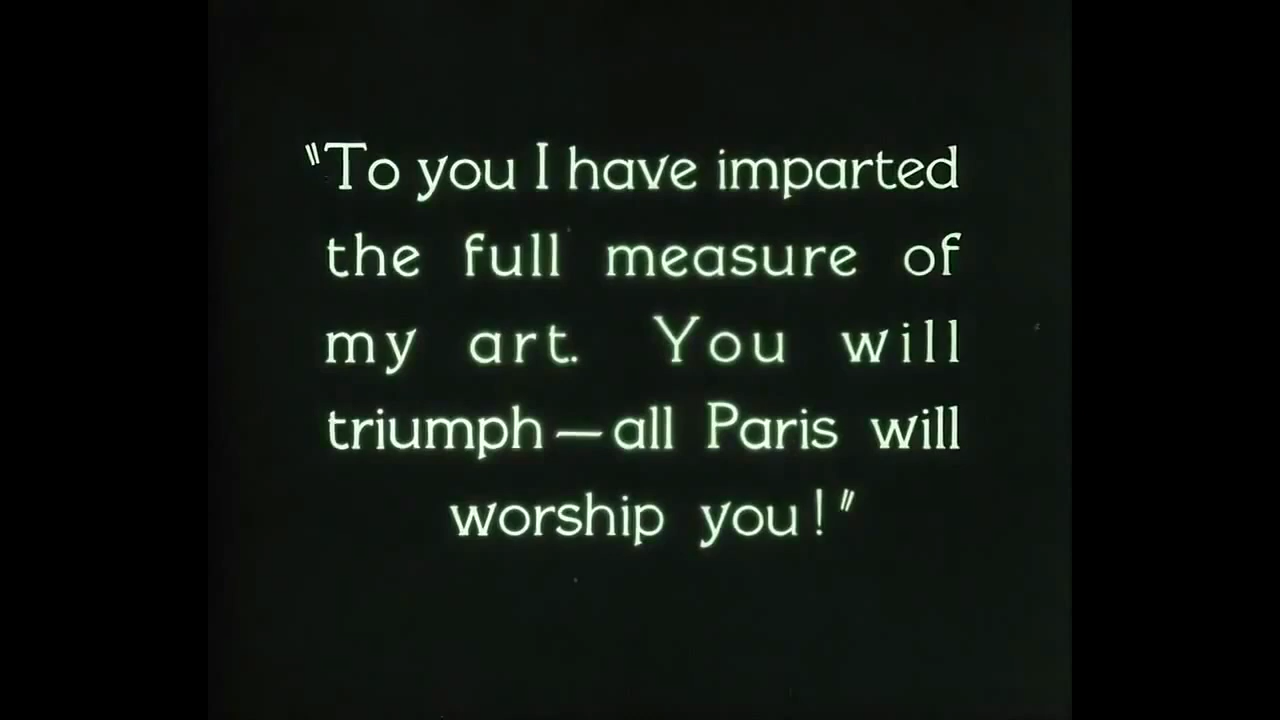 "To you I have imparted
the full measure of
my art. You will
triumph—all Paris will
worship you!"